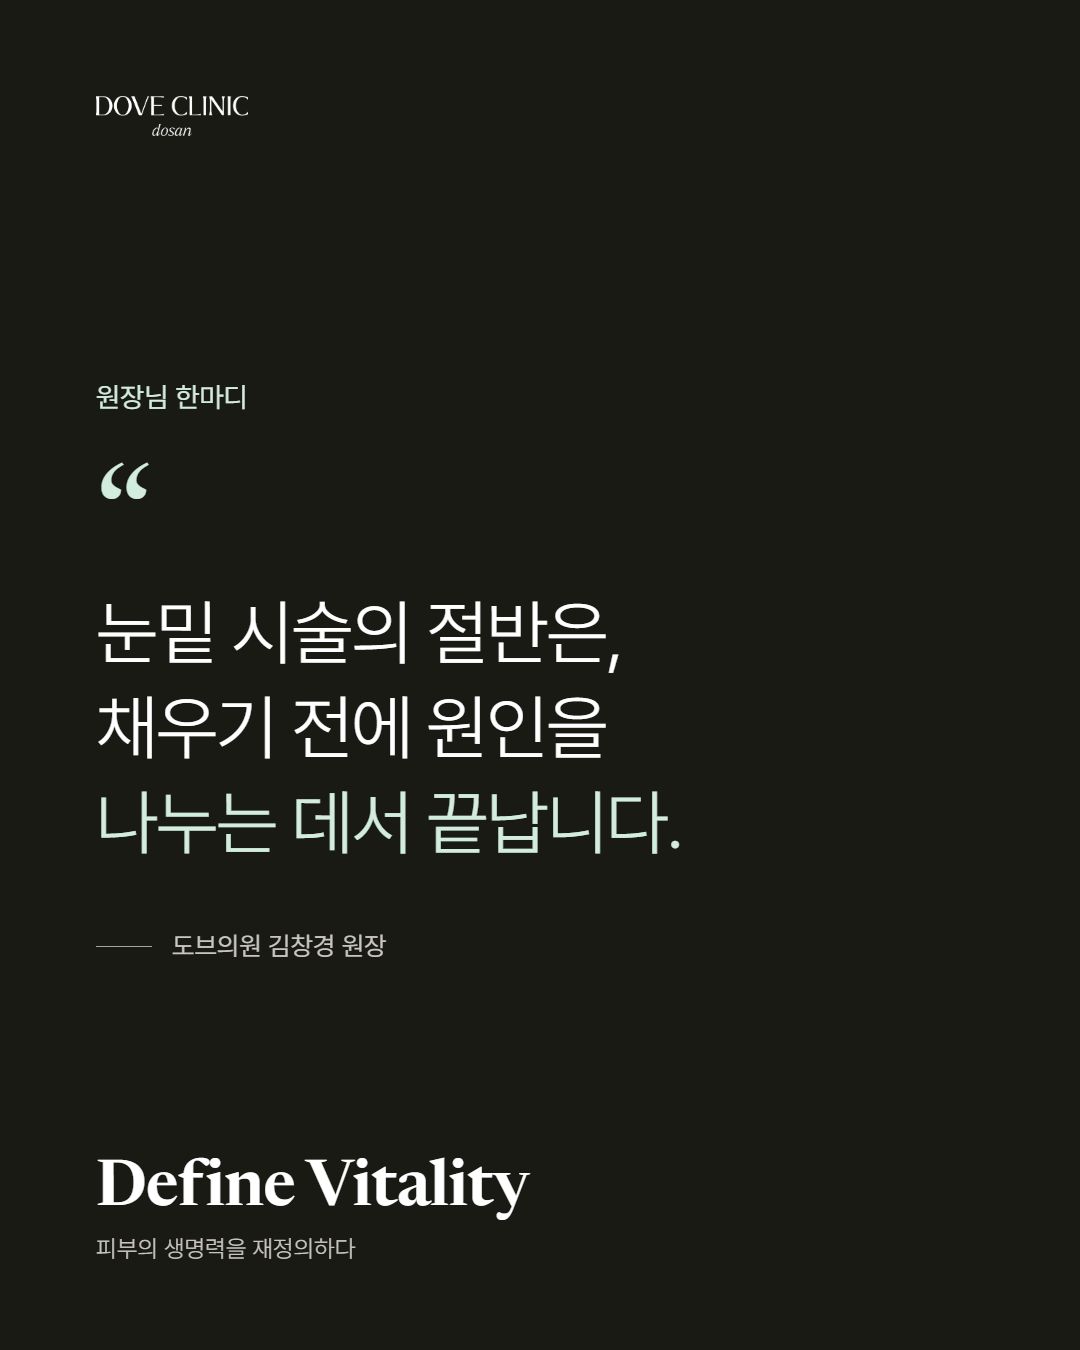 DOVE CLINIC
dosan
원장님 한마디
“
눈밑 시술의 절반은,
채우기 전에 원인을
나누는 데서 끝납니다.
도브의원 김창경 원장
Define Vitality
피부의 생명력을 재정의하다